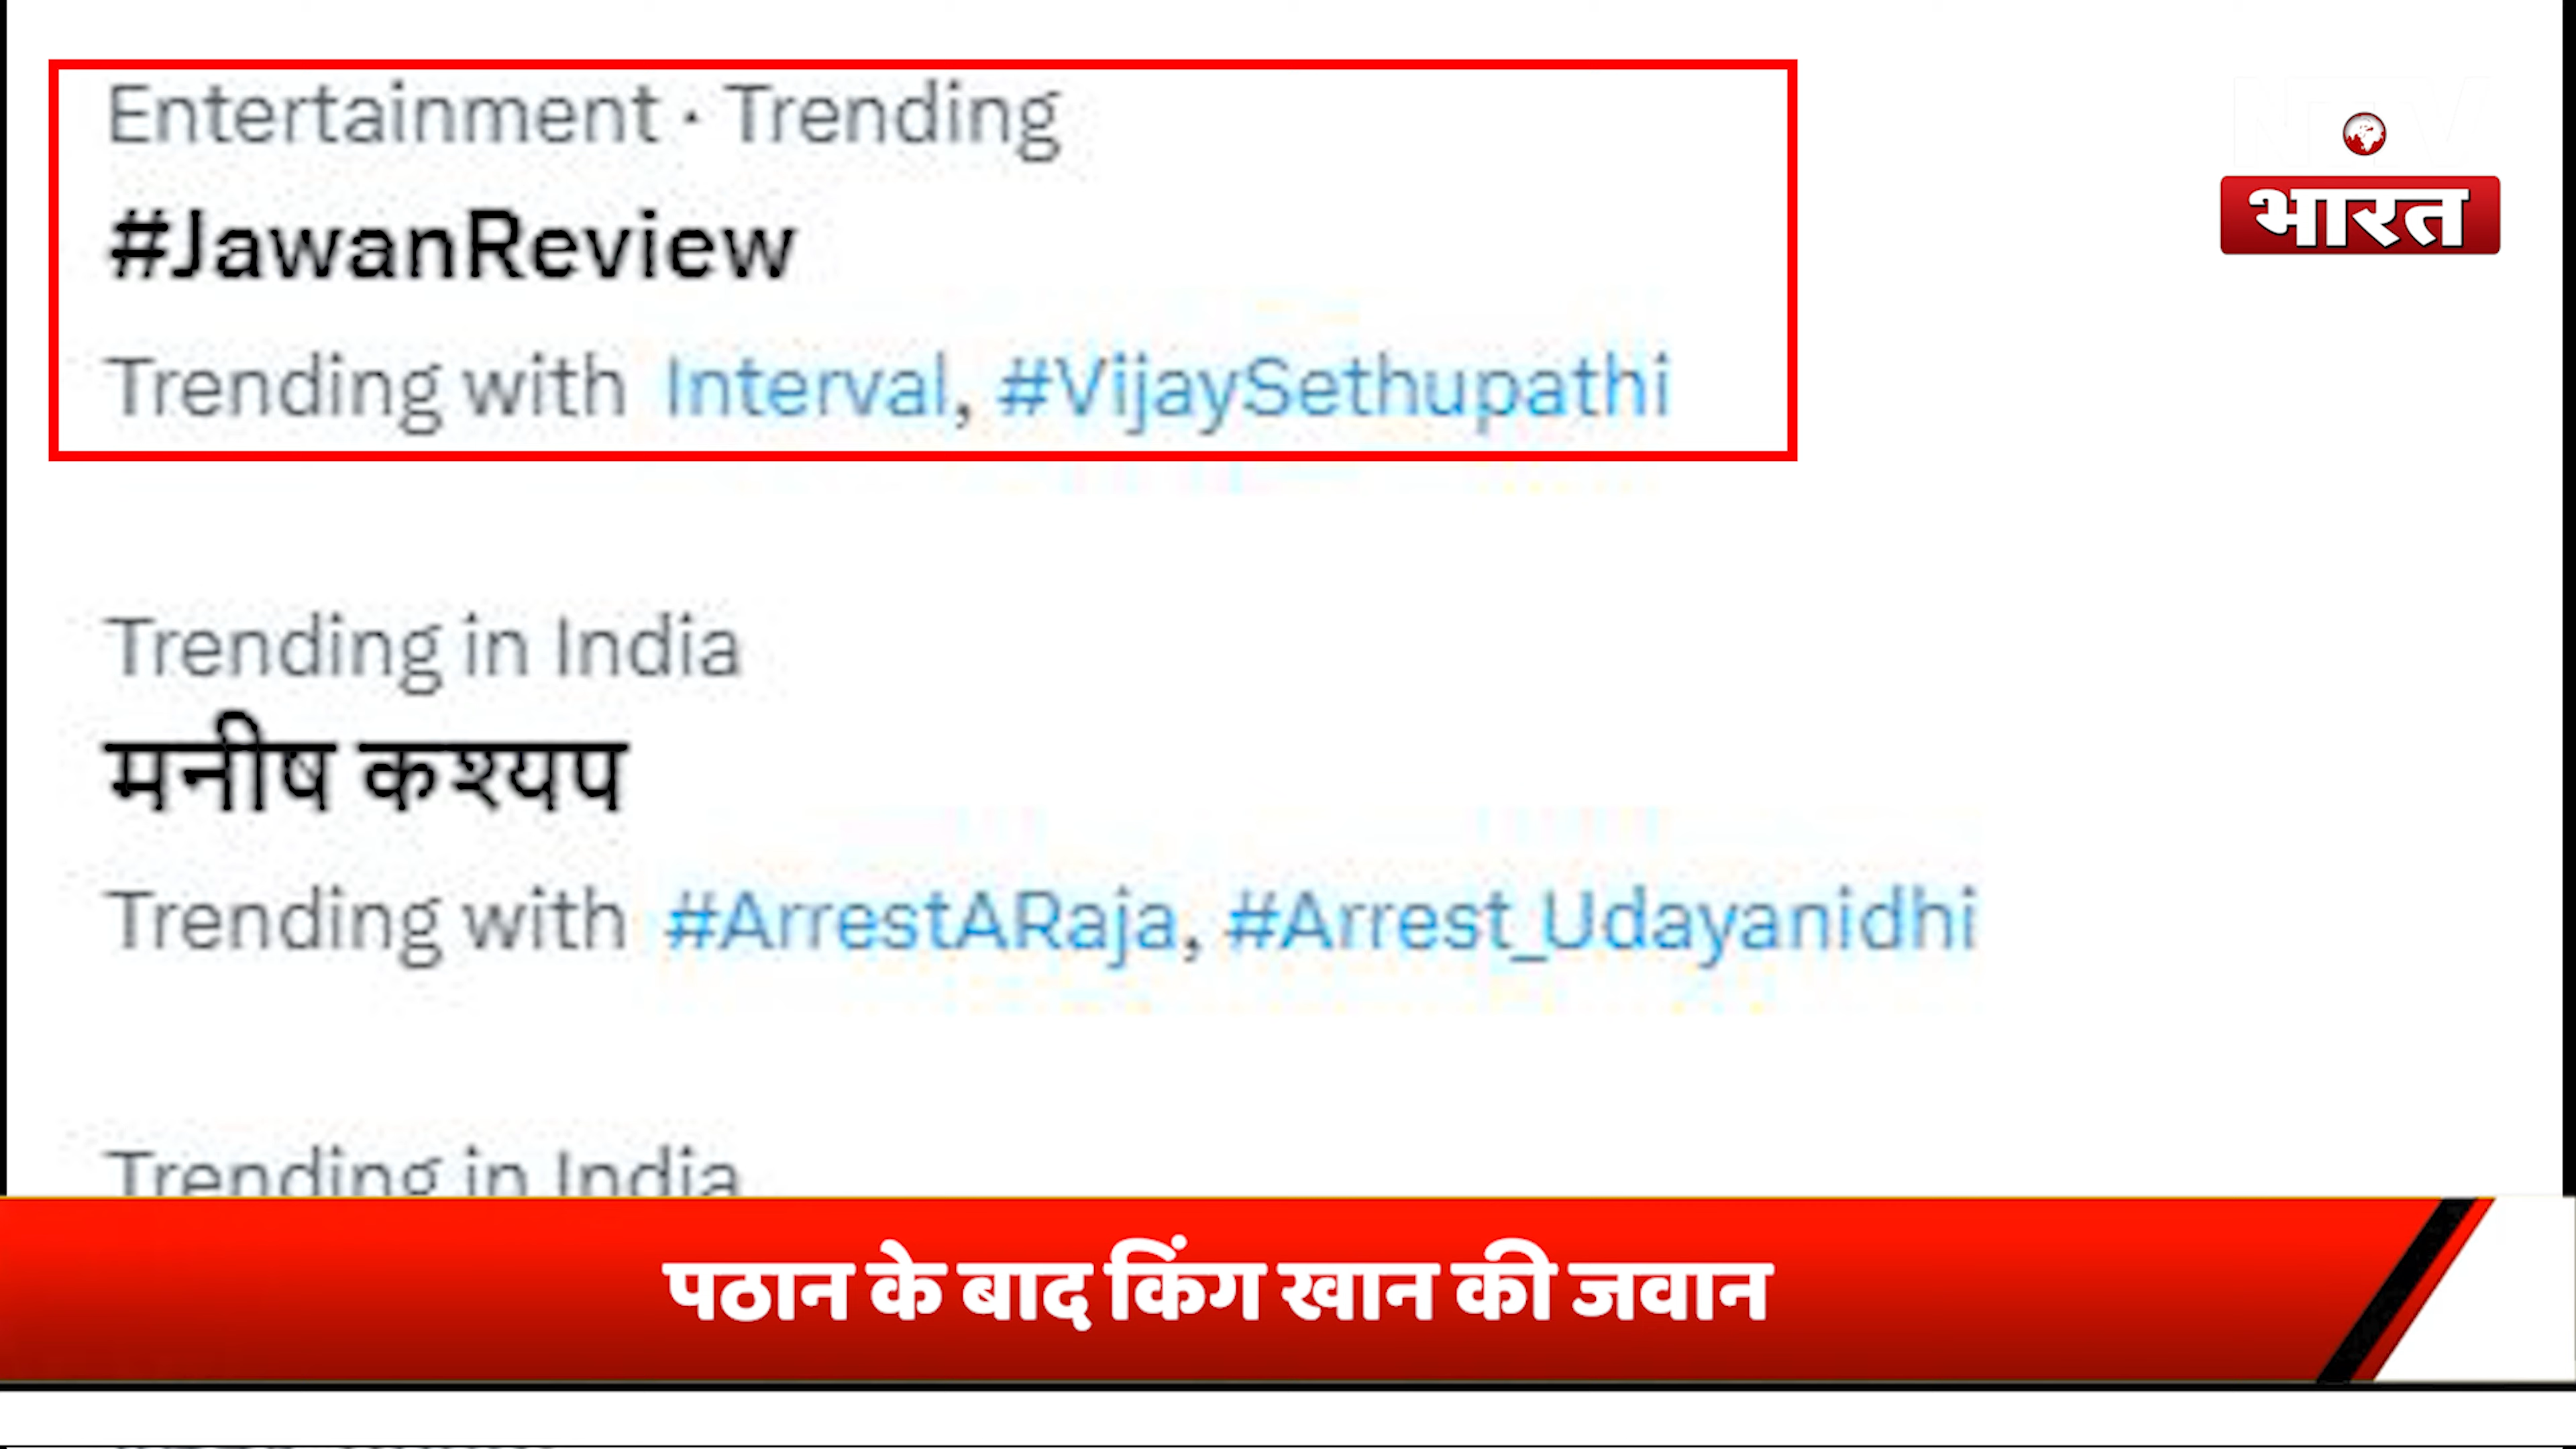 Entertainment · Trending
#JawanReview
Trending with Interval, #VijaySethupathi
भारत
Trending in India
मनीष कश्यप
Trending with #ArrestARaja, #Arrest_Udayanidhi
Trending in India
पठान के बाद किंग खान की जवान